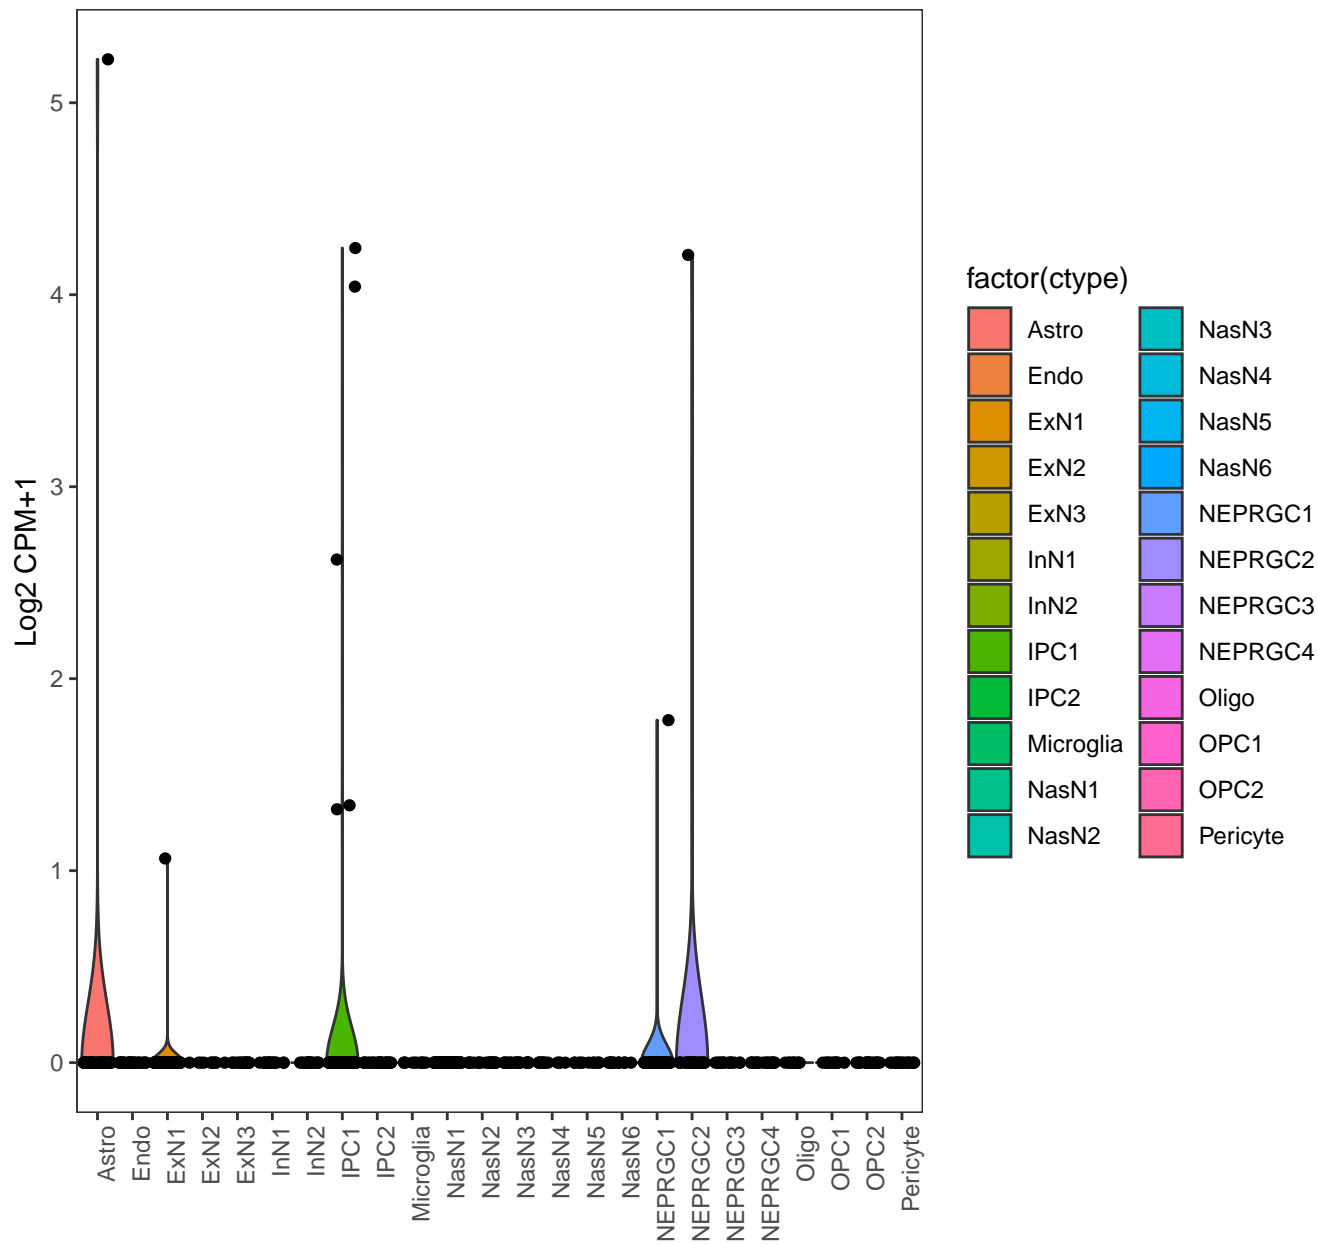 5
4
3
2
1
0
Log2 CPM+1
Astro
Endo
ExN1
ExN2
ExN3
InN1
InN2
IPC1
IPC2
Microglia
NasN1
NasN2
NasN3
NasN4
NasN5
NasN6
NEPRGC1
NEPRGC2
NEPRGC3
NEPRGC4
Oligo
OPC1
OPC2
Pericyte
factor(ctype)
Astro
Endo
ExN1
ExN2
ExN3
InN1
InN2
IPC1
IPC2
Microglia
NasN1
NasN2
NasN3
NasN4
NasN5
NasN6
NEPRGC1
NEPRGC2
NEPRGC3
NEPRGC4
Oligo
OPC1
OPC2
Pericyte